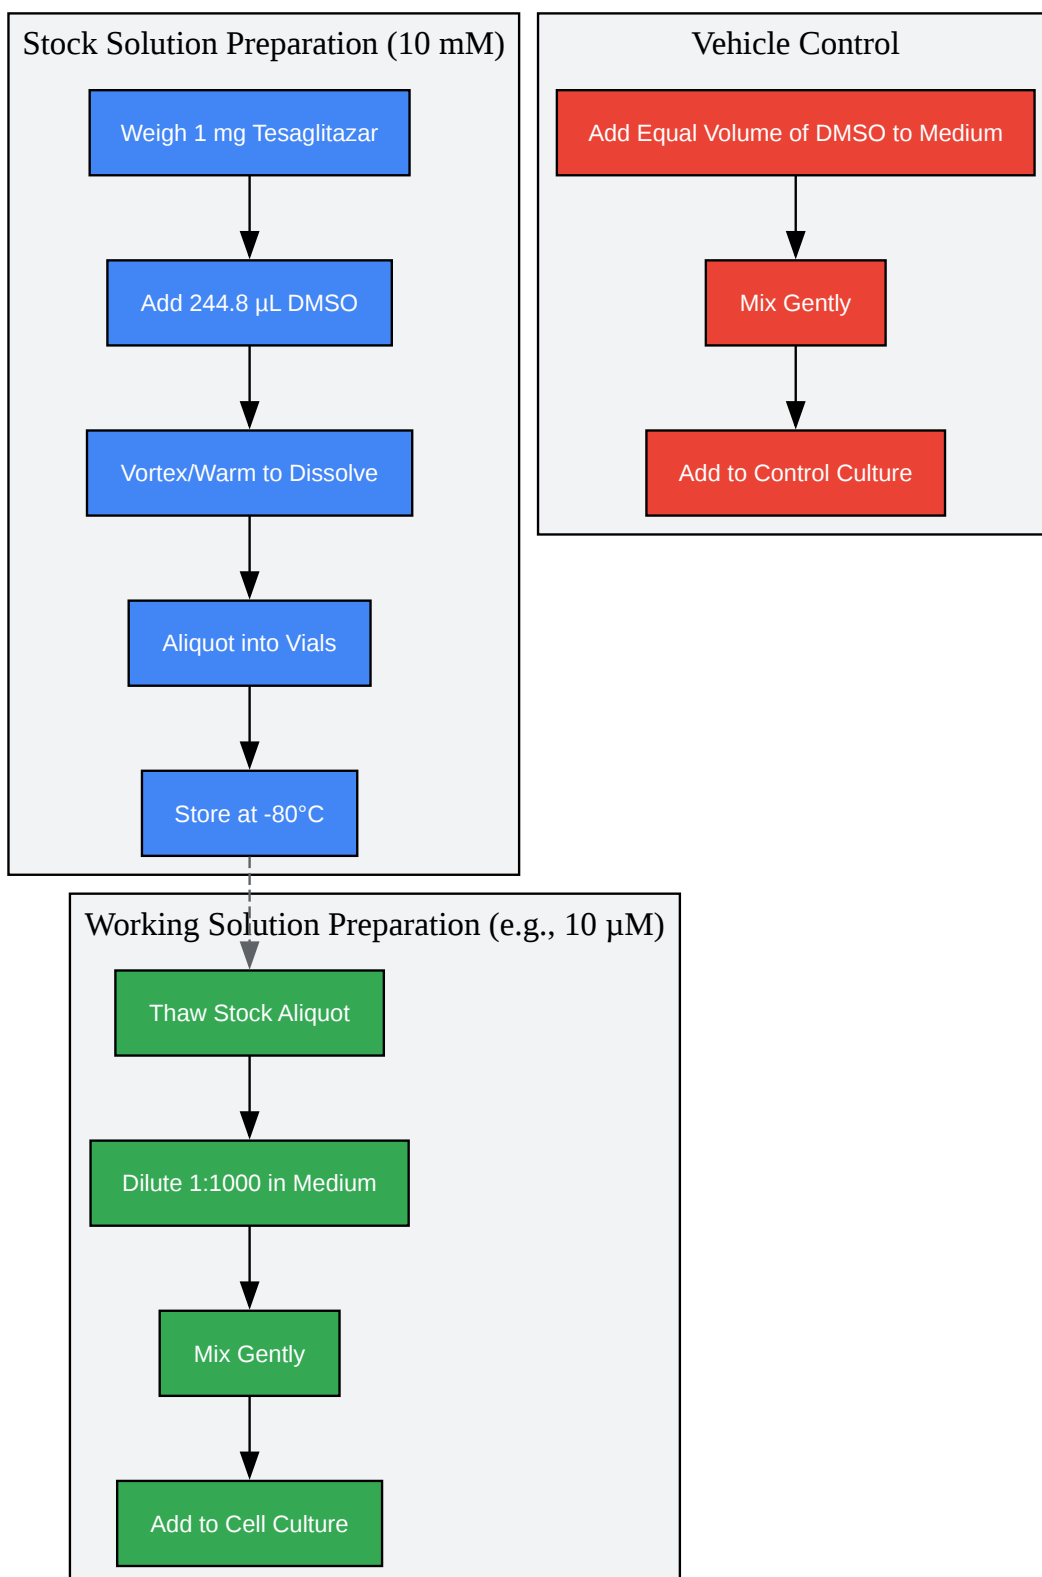 Stock Solution Preparation (10 mM)
Weigh 1 mg Tesaglitazar
Add 244.8 µL DMSO
Vortex/Warm to Dissolve
Aliquot into Vials
Store at -80°C
Vehicle Control
Add Equal Volume of DMSO to Medium
Mix Gently
Add to Control Culture
Working Solution Preparation (e.g., 10 µM)
Thaw Stock Aliquot
Dilute 1:1000 in Medium
Mix Gently
Add to Cell Culture